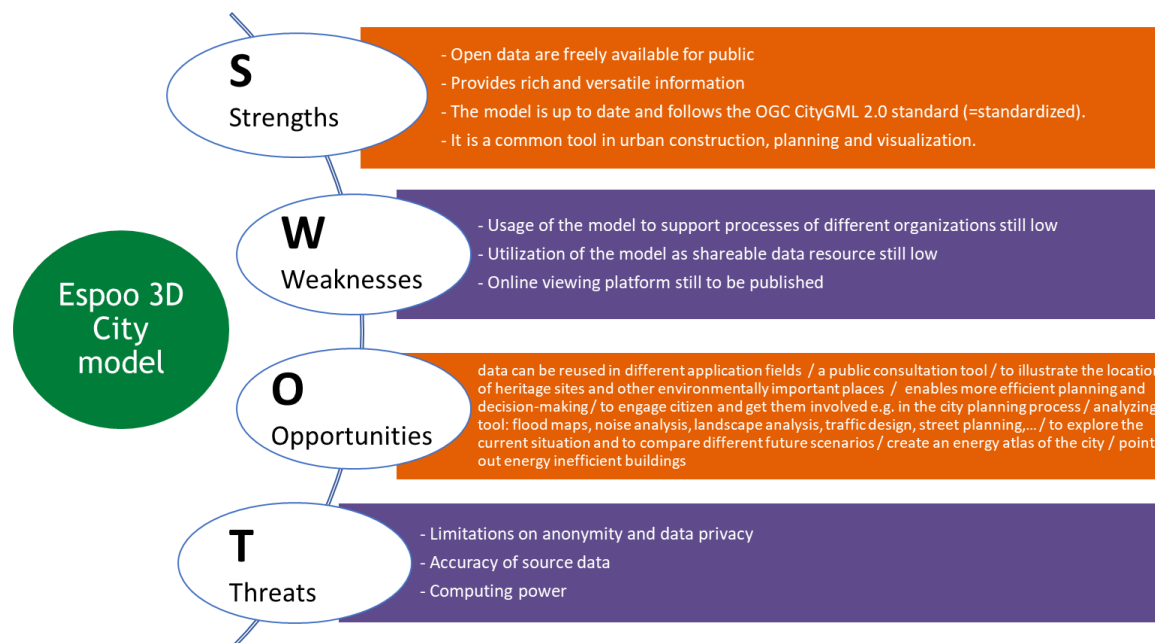 S
Strengths
- Open data are freely available for public
- Provides rich and versatile information
- The model is up to date and follows the OGC CityGML 2.0 standard (=standardized).
- It is a common tool in urban construction, planning and visualization.
W
Weaknesses
- Usage of the model to support processes of different organizations still low
- Utilization of the model as shareable data resource still low
- Online viewing platform still to be published
Espoo 3D
City
model
O
Opportunities
data can be reused in different application fields / a public consultation tool / to illustrate the location
of heritage sites and other environmentally important places / enables more efficient planning and
decision-making / to engage citizen and get them involved e.g. in the city planning process / analyzing
tool: flood maps, noise analysis, landscape analysis, traffic design, street planning,... / to explore the
current situation and to compare different future scenarios / create an energy atlas of the city / point
out energy inefficient buildings
T
Threats
- Limitations on anonymity and data privacy
- Accuracy of source data
- Computing power